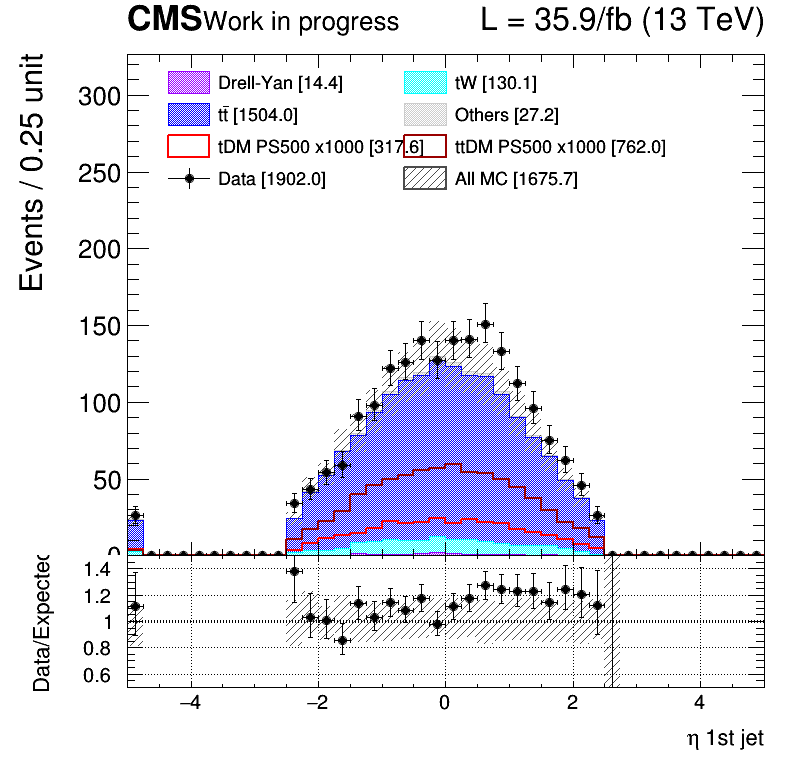 CMS Work in progress L = 35.9/fb (13 TeV)
Events / 0.25 unit
300
250
200
150
100
50
0
Drell-Yan [14.4] tW [130.1]
tt̄ [1504.0] Others [27.2]
tDM PS500 x1000 [317.6] ttDM PS500 x1000 [762.0]
Data [1902.0] All MC [1675.7]
Data/Expected
1.4
1.2
1
0.8
0.6
−4 −2 0 2 4
η 1st jet